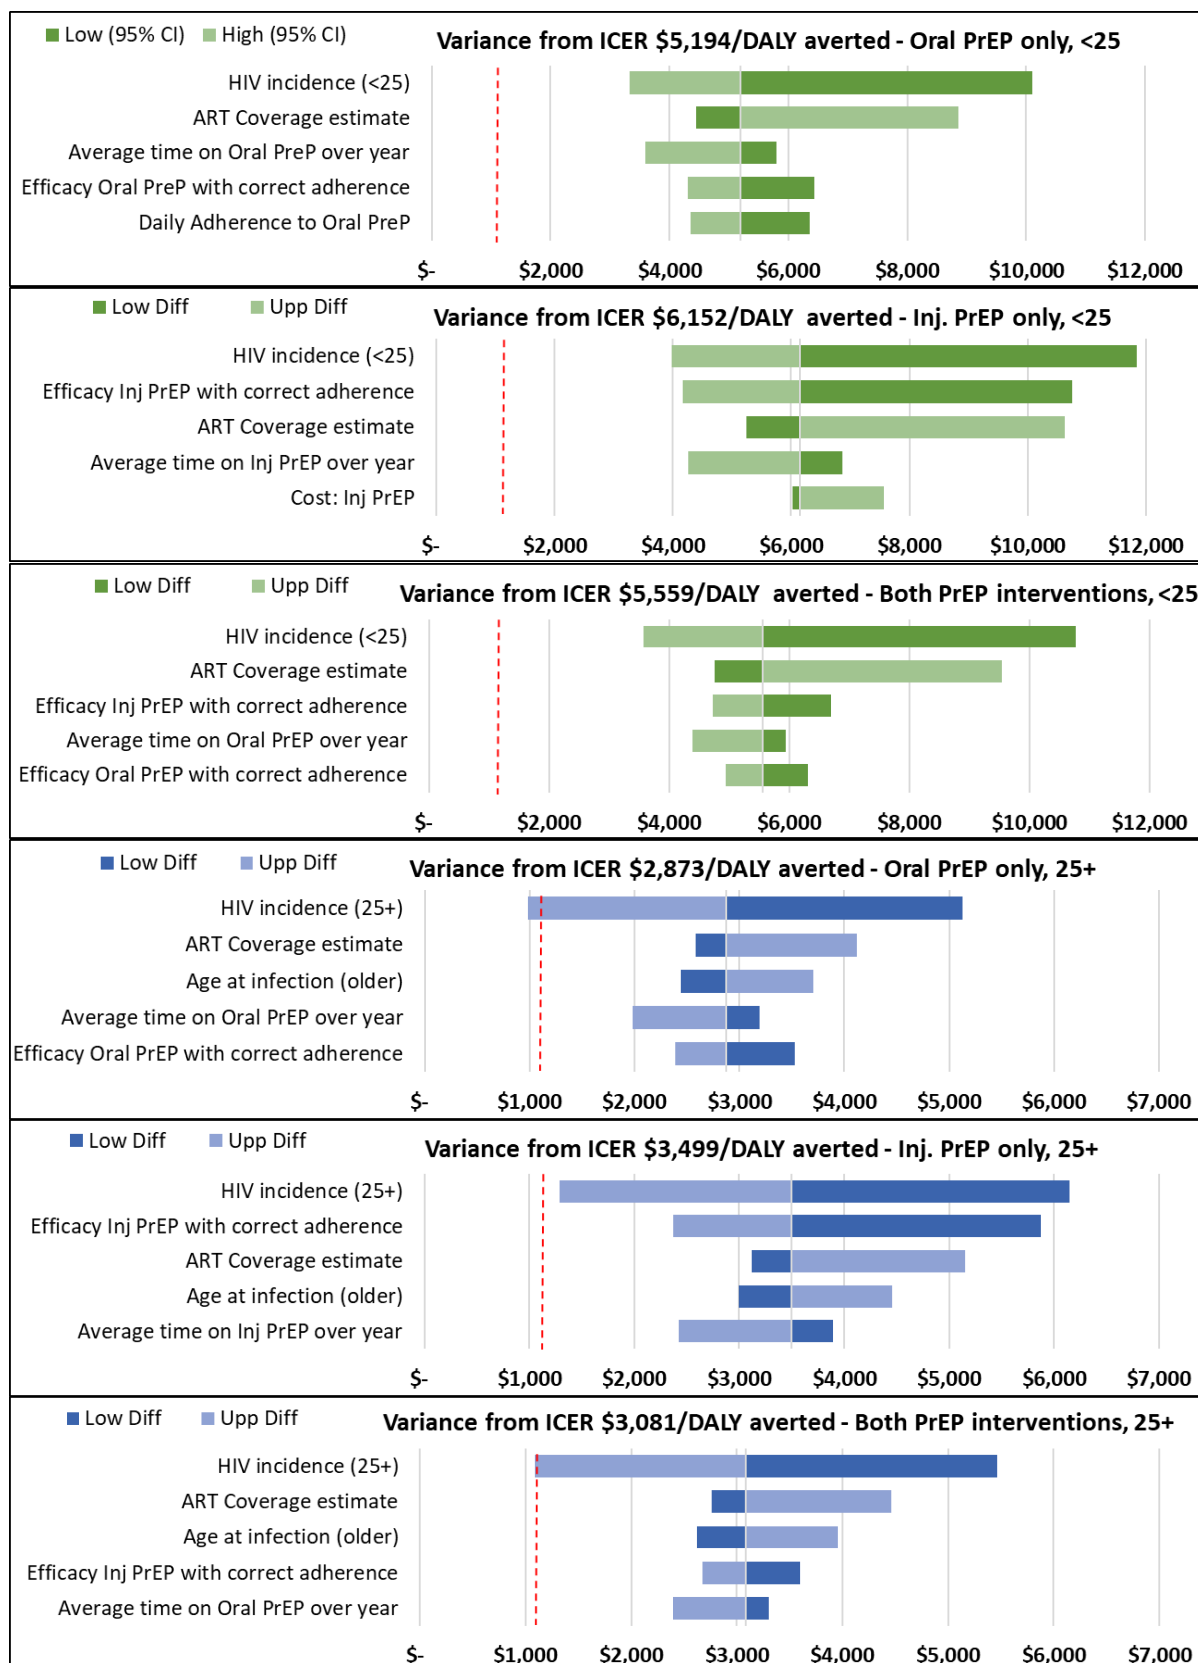 Low (95% CI) High (95% CI)
Variance from ICER $5,194/DALY averted - Oral PrEP only, <25
HIV incidence (<25)
ART Coverage estimate
Average time on Oral PreP over year
Efficacy Oral PreP with correct adherence
Daily Adherence to Oral PreP
$- $2,000 $4,000 $6,000 $8,000 $10,000 $12,000
Low Diff Upp Diff
Variance from ICER $6,152/DALY averted - Inj. PrEP only, <25
HIV incidence (<25)
Efficacy Inj PrEP with correct adherence
ART Coverage estimate
Average time on Inj PrEP over year
Cost: Inj PrEP
$- $2,000 $4,000 $6,000 $8,000 $10,000 $12,000
Low Diff Upp Diff
Variance from ICER $5,559/DALY averted - Both PrEP interventions, <25
HIV incidence (<25)
ART Coverage estimate
Efficacy Inj PrEP with correct adherence
Average time on Oral PrEP over year
Efficacy Oral PrEP with correct adherence
$- $2,000 $4,000 $6,000 $8,000 $10,000 $12,000
Low Diff Upp Diff
Variance from ICER $2,873/DALY averted - Oral PrEP only, 25+
HIV incidence (25+)
ART Coverage estimate
Age at infection (older)
Average time on Oral PrEP over year
Efficacy Oral PrEP with correct adherence
$- $1,000 $2,000 $3,000 $4,000 $5,000 $6,000 $7,000
Low Diff Upp Diff
Variance from ICER $3,499/DALY averted - Inj. PrEP only, 25+
HIV incidence (25+)
Efficacy Inj PrEP with correct adherence
ART Coverage estimate
Age at infection (older)
Average time on Inj PrEP over year
$- $1,000 $2,000 $3,000 $4,000 $5,000 $6,000 $7,000
Low Diff Upp Diff
Variance from ICER $3,081/DALY averted - Both PrEP interventions, 25+
HIV incidence (25+)
ART Coverage estimate
Age at infection (older)
Efficacy Inj PrEP with correct adherence
Average time on Oral PrEP over year
$- $1,000 $2,000 $3,000 $4,000 $5,000 $6,000 $7,000